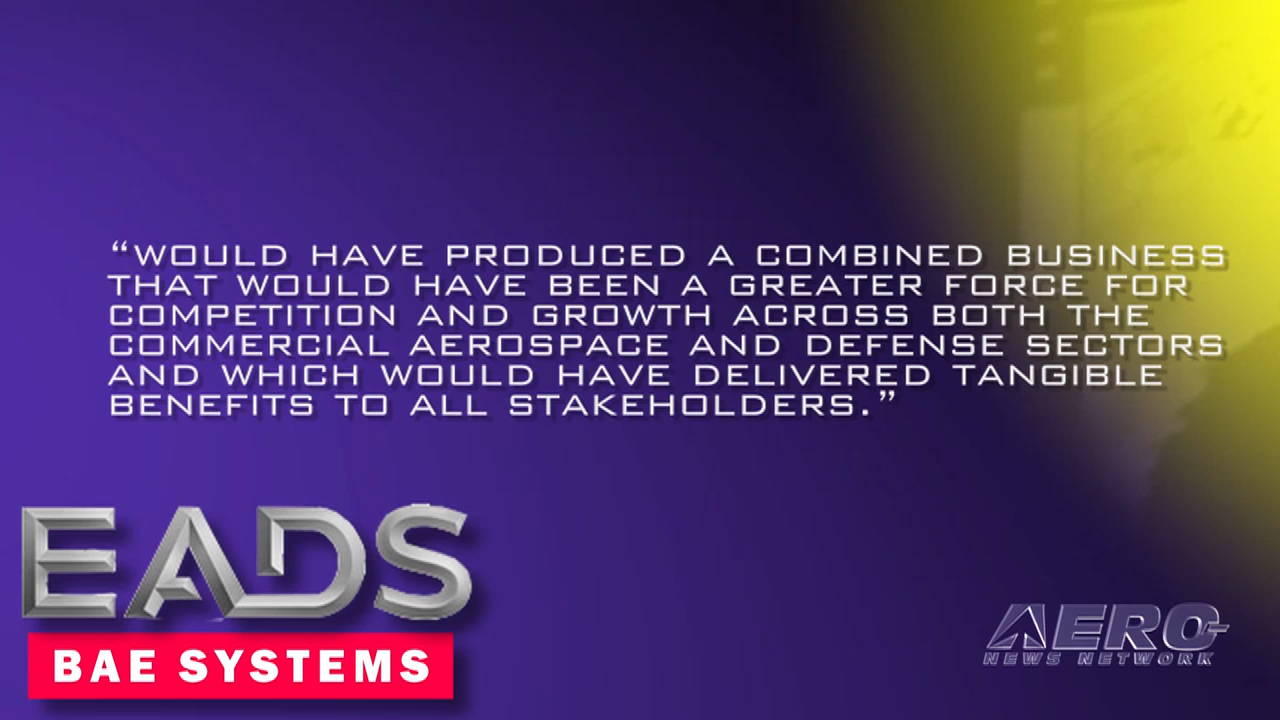 “WOULD HAVE PRODUCED A COMBINED BUSINESS
THAT WOULD HAVE BEEN A GREATER FORCE FOR
COMPETITION AND GROWTH ACROSS BOTH THE
COMMERCIAL AEROSPACE AND DEFENSE SECTORS
AND WHICH WOULD HAVE DELIVERED TANGIBLE
BENEFITS TO ALL STAKEHOLDERS.”
EADS
BAE SYSTEMS
AERO-
NEWS NETWORK